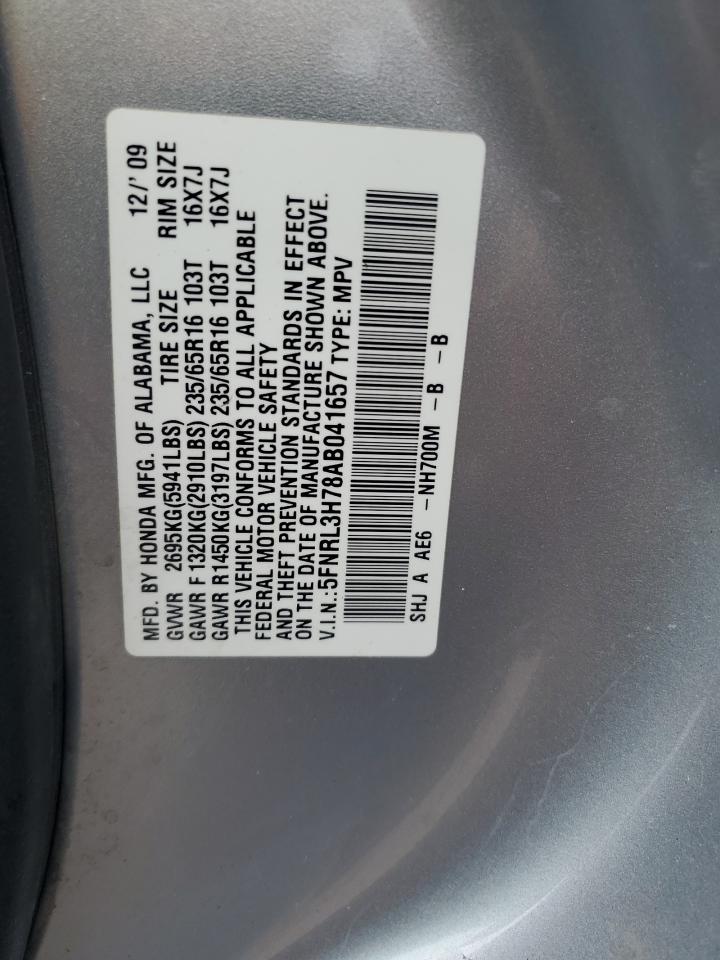 MFD. BY HONDA MFG. OF ALABAMA, LLC 12/' 09
GVWR 2695KG(5941LBS) TIRE SIZE RIM SIZE
GAWR F 1320KG(2910LBS) 235/65R16 103T 16X7J
GAWR R1450KG(3197LBS) 235/65R16 103T 16X7J
THIS VEHICLE CONFORMS TO ALL APPLICABLE
FEDERAL MOTOR VEHICLE SAFETY
AND THEFT PREVENTION STANDARDS IN EFFECT
ON THE DATE OF MANUFACTURE SHOWN ABOVE.
V.I.N.:5FNRL3H78AB041657 TYPE: MPV
SHJ A AE6 - NH700M - B - B